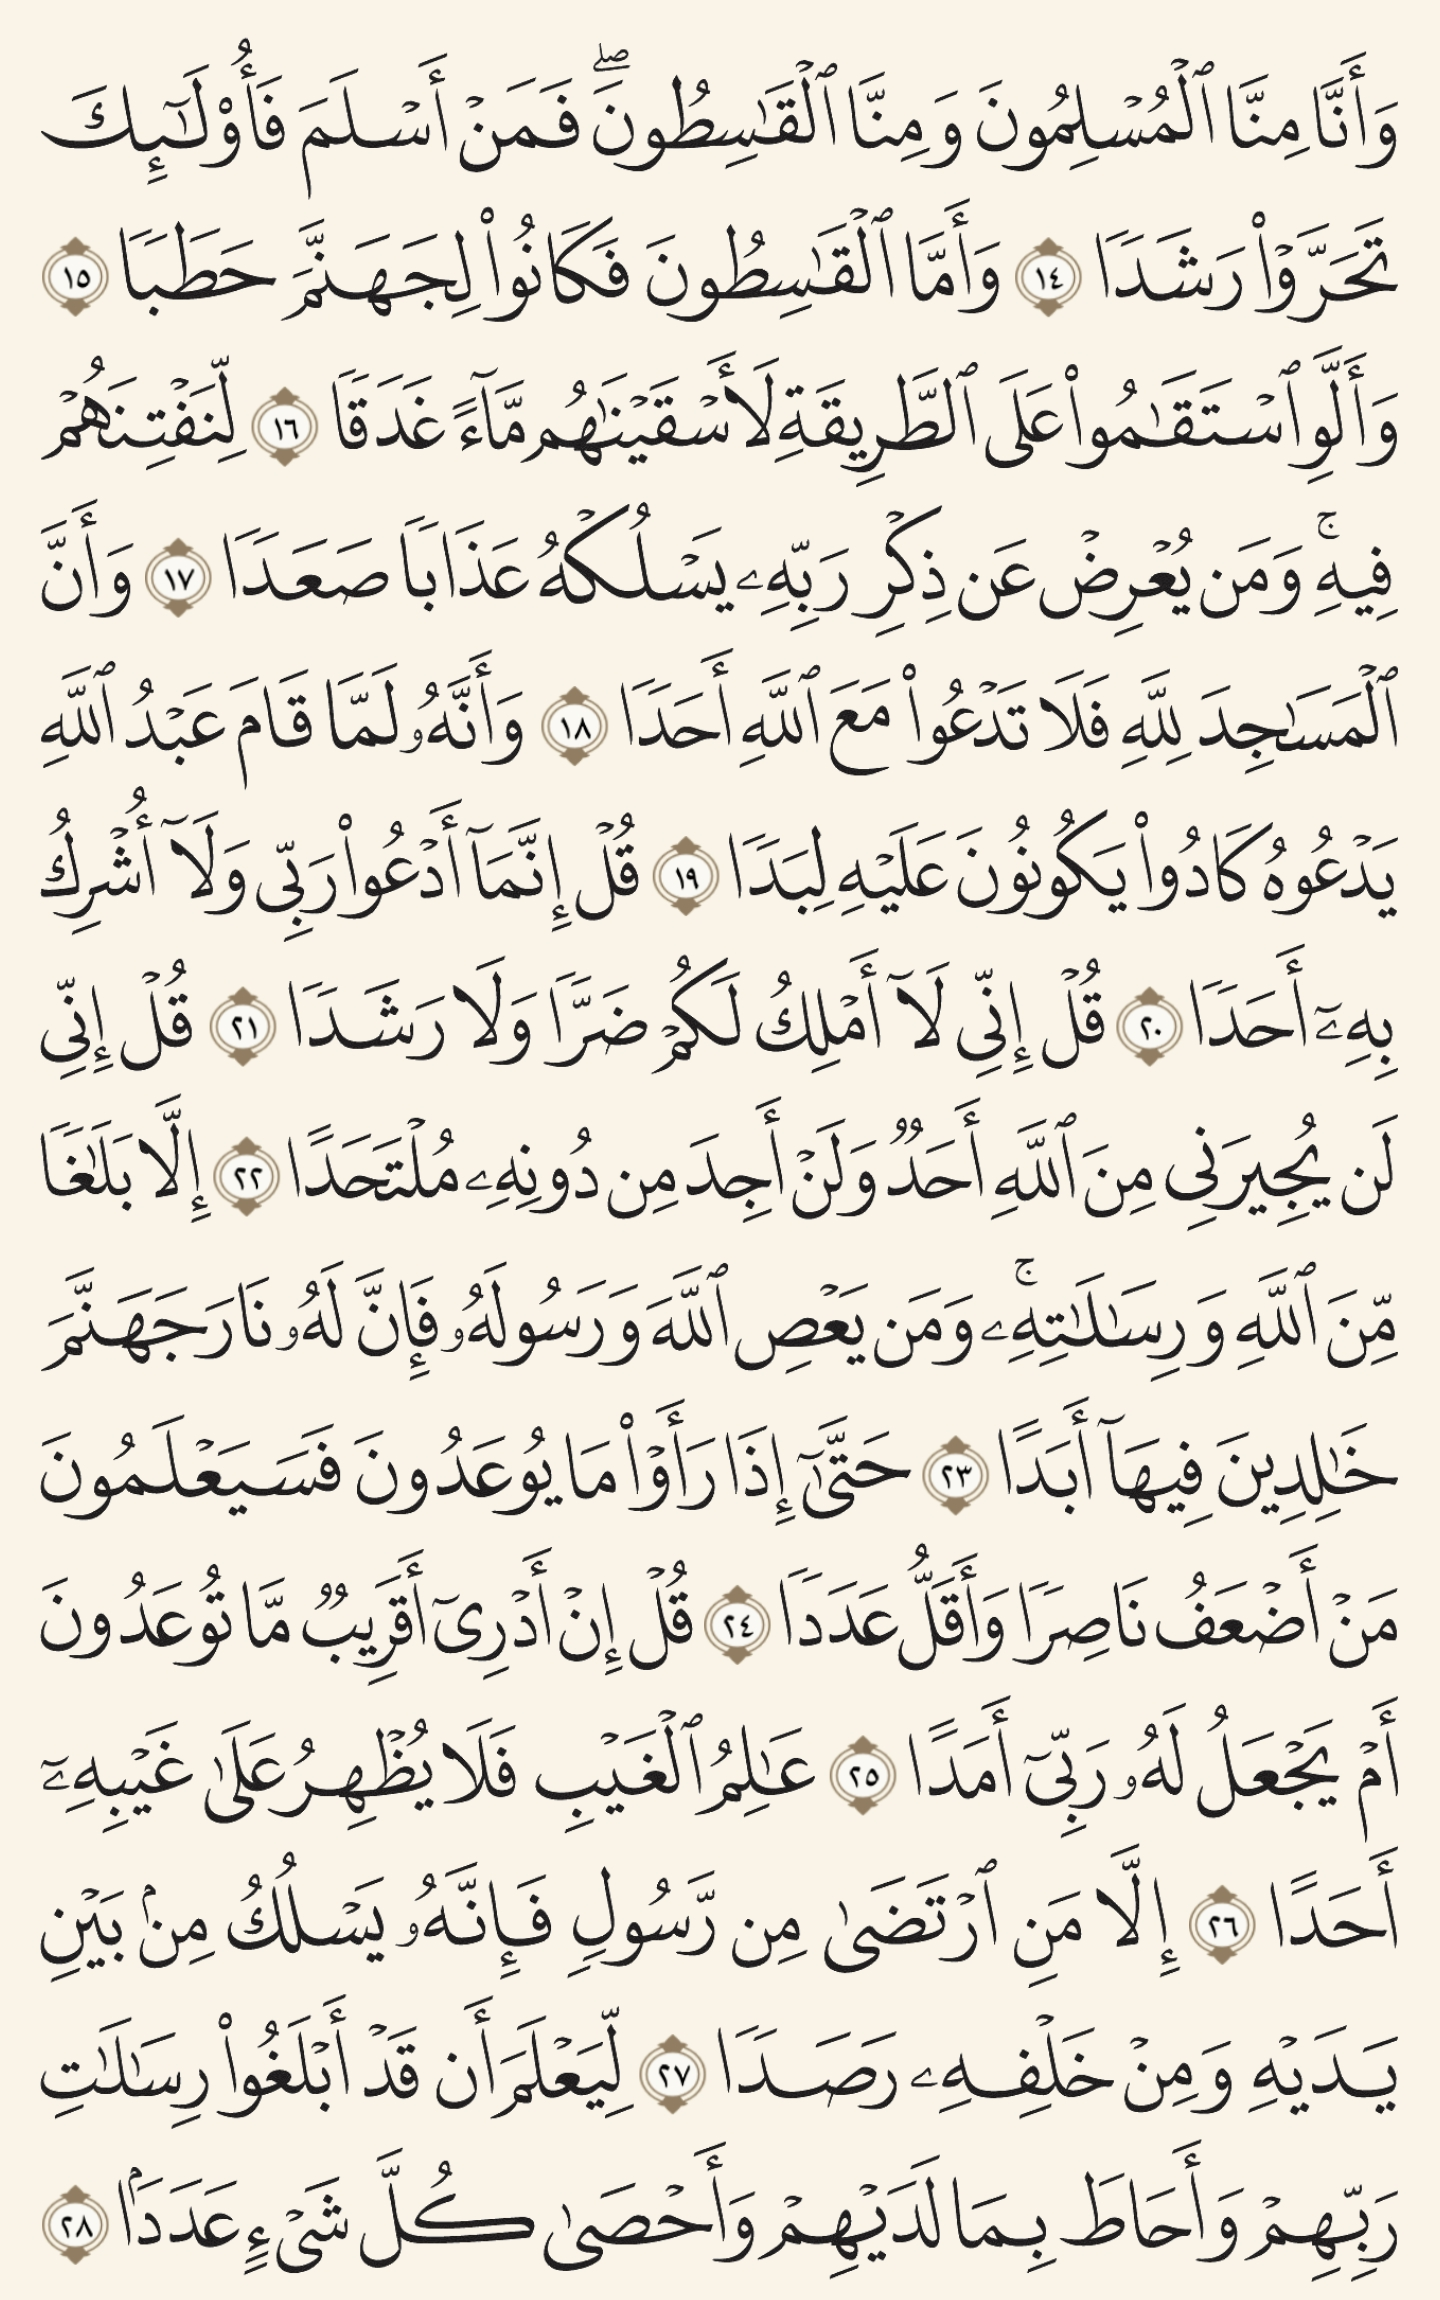 وَأَنَّا مِنَّا ٱلۡمُسۡلِمُونَ وَمِنَّا ٱلۡقَٰسِطُونَۖ فَمَنۡ أَسۡلَمَ فَأُوْلَٰٓئِكَ
تَحَرَّوۡاْ رَشَدٗا ١٤ وَأَمَّا ٱلۡقَٰسِطُونَ فَكَانُواْ لِجَهَنَّمَ حَطَبٗا ١٥
وَأَلَّوِ ٱسۡتَقَٰمُواْ عَلَى ٱلطَّرِيقَةِ لَأَسۡقَيۡنَٰهُم مَّآءً غَدَقٗا ١٦ لِّنَفۡتِنَهُمۡ
فِيهِۚ وَمَن يُعۡرِضۡ عَن ذِكۡرِ رَبِّهِۦ يَسۡلُكۡهُ عَذَابٗا صَعَدٗا ١٧ وَأَنَّ
ٱلۡمَسَٰجِدَ لِلَّهِ فَلَا تَدۡعُواْ مَعَ ٱللَّهِ أَحَدٗا ١٨ وَأَنَّهُۥ لَمَّا قَامَ عَبۡدُ ٱللَّهِ
يَدۡعُوهُ كَادُواْ يَكُونُونَ عَلَيۡهِ لِبَدٗا ١٩ قُلۡ إِنَّمَآ أَدۡعُواْ رَبِّي وَلَآ أُشۡرِكُ
بِهِۦٓ أَحَدٗا ٢٠ قُلۡ إِنِّي لَآ أَمۡلِكُ لَكُمۡ ضَرّٗا وَلَا رَشَدٗا ٢١ قُلۡ إِنِّي
لَن يُجِيرَنِي مِنَ ٱللَّهِ أَحَدٞ وَلَنۡ أَجِدَ مِن دُونِهِۦ مُلۡتَحَدًا ٢٢ إِلَّا بَلَٰغٗا
مِّنَ ٱللَّهِ وَرِسَٰلَٰتِهِۦۚ وَمَن يَعۡصِ ٱللَّهَ وَرَسُولَهُۥ فَإِنَّ لَهُۥ نَارَ جَهَنَّمَ
خَٰلِدِينَ فِيهَآ أَبَدًا ٢٣ حَتَّىٰٓ إِذَا رَأَوۡاْ مَا يُوعَدُونَ فَسَيَعۡلَمُونَ
مَنۡ أَضۡعَفُ نَاصِرٗا وَأَقَلُّ عَدَدٗا ٢٤ قُلۡ إِنۡ أَدۡرِيٓ أَقَرِيبٞ مَّا تُوعَدُونَ
أَمۡ يَجۡعَلُ لَهُۥ رَبِّيٓ أَمَدًا ٢٥ عَٰلِمُ ٱلۡغَيۡبِ فَلَا يُظۡهِرُ عَلَىٰ غَيۡبِهِۦٓ
أَحَدًا ٢٦ إِلَّا مَنِ ٱرۡتَضَىٰ مِن رَّسُولٖ فَإِنَّهُۥ يَسۡلُكُ مِنۢ بَيۡنِ
يَدَيۡهِ وَمِنۡ خَلۡفِهِۦ رَصَدٗا ٢٧ لِّيَعۡلَمَ أَن قَدۡ أَبۡلَغُواْ رِسَٰلَٰتِ
رَبِّهِمۡ وَأَحَاطَ بِمَا لَدَيۡهِمۡ وَأَحۡصَىٰ كُلَّ شَيۡءٍ عَدَدَۢا ٢٨